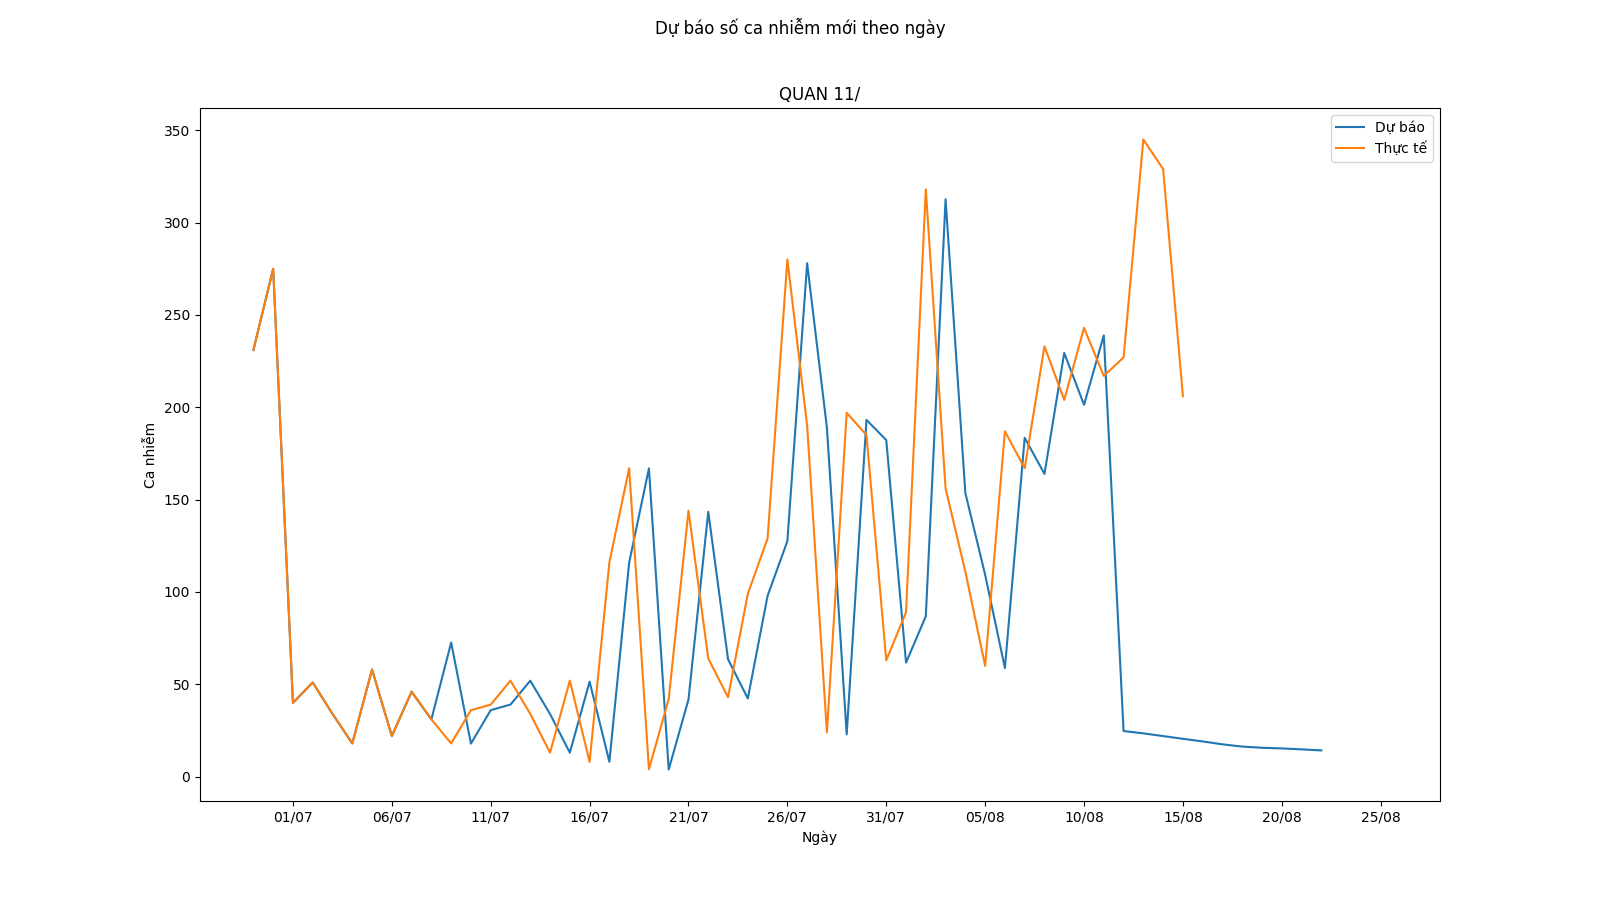 Dự báo số ca nhiễm mới theo ngày
QUAN 11/
Dự báo
Thực tế
350
300
250
200
150
100
50
0
Ca nhiễm
01/07 06/07 11/07 16/07 21/07 26/07 31/07 05/08 10/08 15/08 20/08 25/08
Ngày